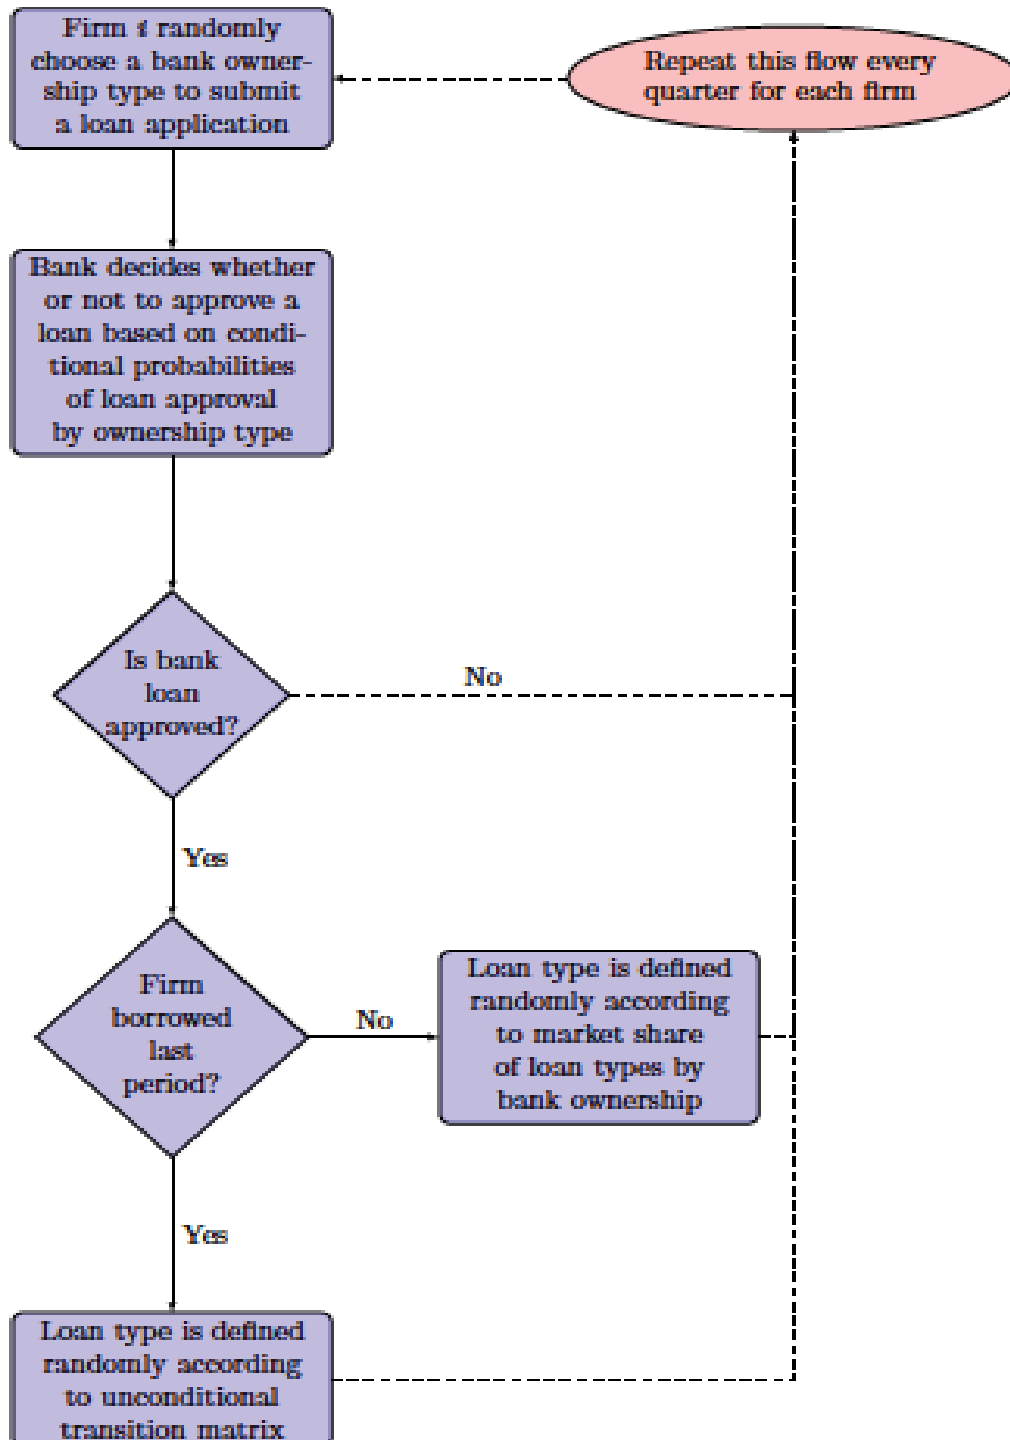 Firm i randomly
choose a bank owner-
ship type to submit
a loan application
Repeat this flow every
quarter for each firm
Bank decides whether
or not to approve a
loan based on condi-
tional probabilities
of loan approval
by ownership type
Is bank
loan
approved?
No
Yes
Firm
borrowed
last
period?
No
Loan type is defined
randomly according
to market share
of loan types by
bank ownership
Yes
Loan type is defined
randomly according
to unconditional
transition matrix